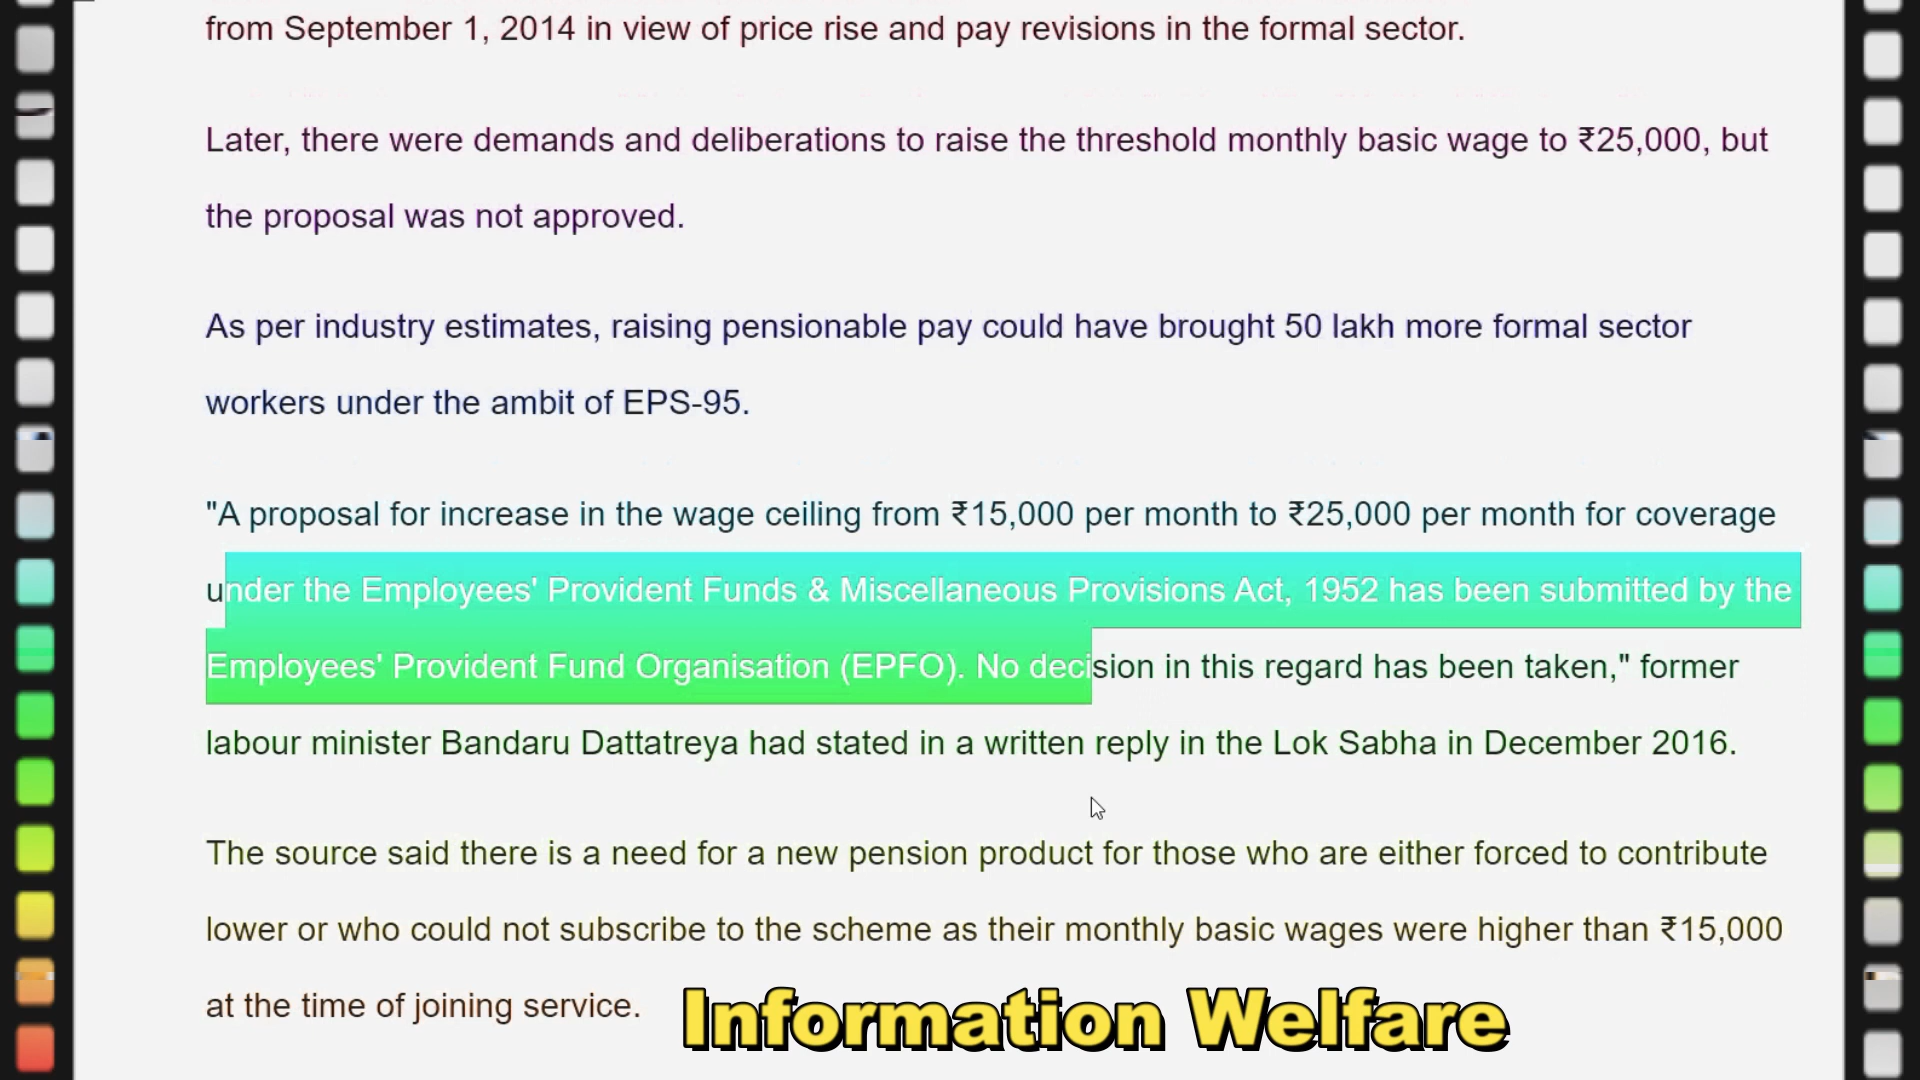 from September 1, 2014 in view of price rise and pay revisions in the formal sector.
Later, there were demands and deliberations to raise the threshold monthly basic wage to ₹25,000, but
the proposal was not approved.
As per industry estimates, raising pensionable pay could have brought 50 lakh more formal sector
workers under the ambit of EPS-95.
"A proposal for increase in the wage ceiling from ₹15,000 per month to ₹25,000 per month for coverage
under the Employees' Provident Funds & Miscellaneous Provisions Act, 1952 has been submitted by the
Employees' Provident Fund Organisation (EPFO). No decision in this regard has been taken," former
labour minister Bandaru Dattatreya had stated in a written reply in the Lok Sabha in December 2016.
The source said there is a need for a new pension product for those who are either forced to contribute
lower or who could not subscribe to the scheme as their monthly basic wages were higher than ₹15,000
at the time of joining service.
Information Welfare